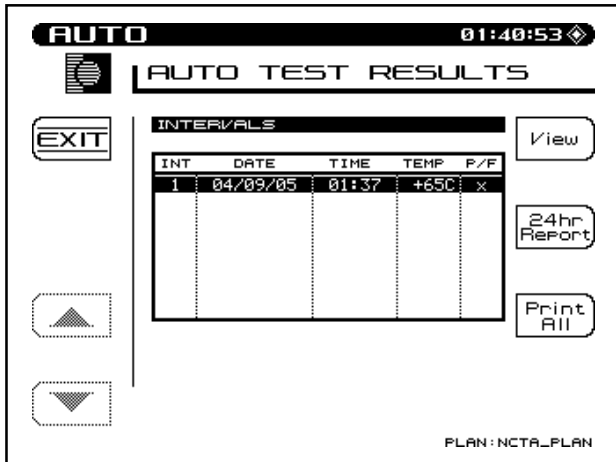 AUTO 01:40:53
AUTO TEST RESULTS
EXIT
INTERVALS
View
INT DATE TIME TEMP P/F
1 04/09/05 01:37 +65C x
24hr
Report
Print
All
PLAN:NCTA_PLAN